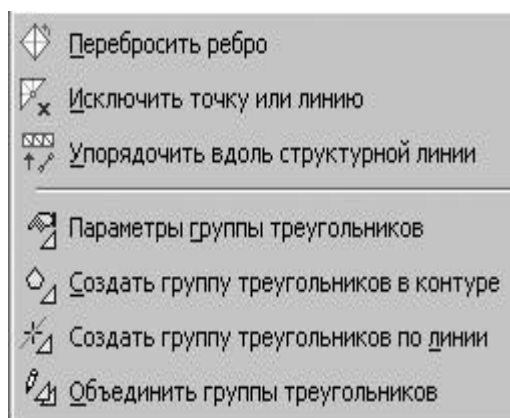 Перебросить ребро
Исключить точку или линию
Упорядочить вдоль структурной линии
Параметры группы треугольников
Создать группу треугольников в контуре
Создать группу треугольников по линии
Объединить группы треугольников